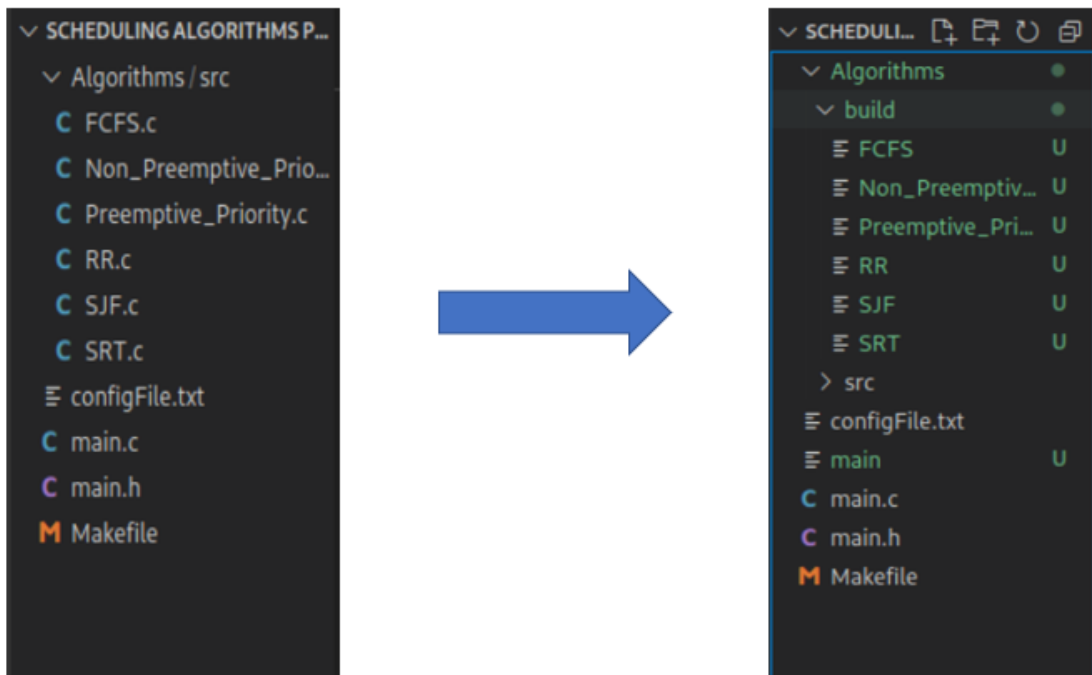 SCHEDULING ALGORITHMS P...
Algorithms / src
C FCFS.c
C Non_Preemptive_Prio...
C Preemptive_Priority.c
C RR.c
C SJF.c
C SRT.c
configFile.txt
C main.c
C main.h
M Makefile
SCHEDULI...
Algorithms
build
FCFS U
Non_Preemptiv... U
Preemptive_Pri... U
RR U
SJF U
SRT U
src
configFile.txt
main U
C main.c
C main.h
M Makefile